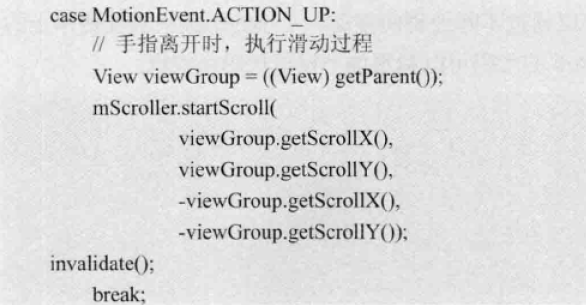 case MotionEvent.ACTION_UP:
// 手指离开时，执行滑动过程
View viewGroup = ((View) getParent());
mScroller.startScroll(
viewGroup.getScrollX(),
viewGroup.getScrollY(),
-viewGroup.getScrollX(),
-viewGroup.getScrollY());
invalidate();
break;